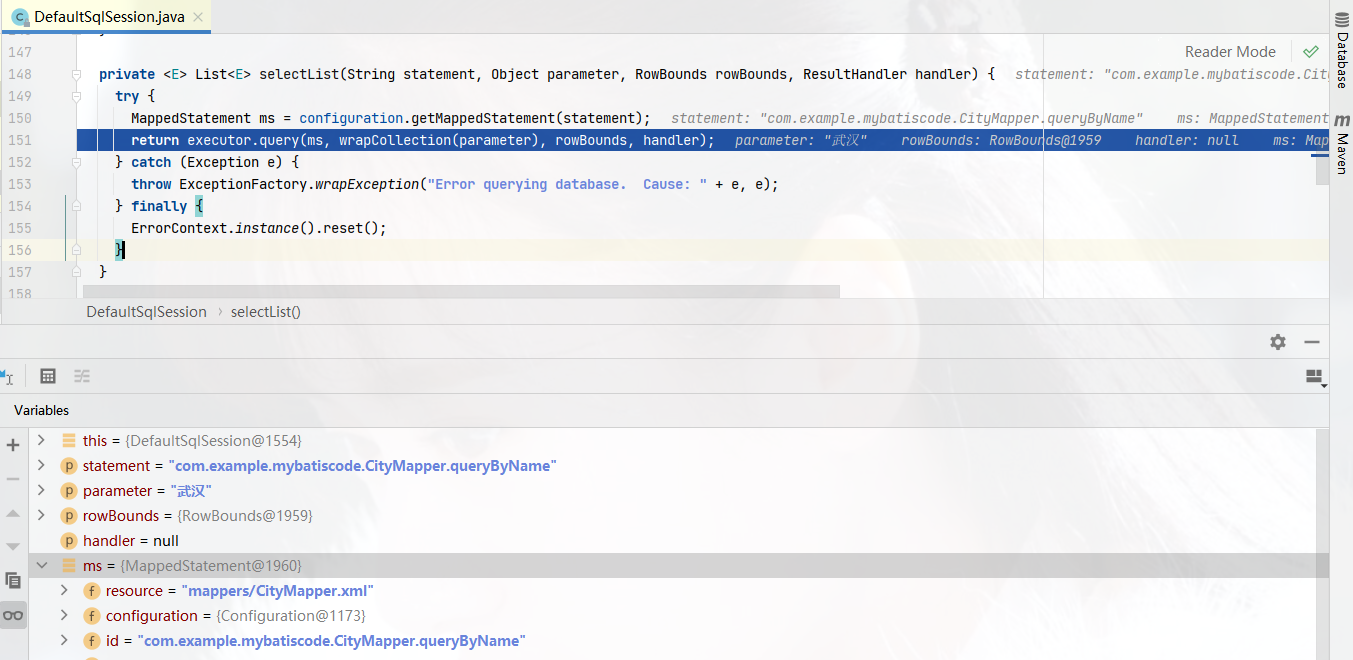 DefaultSqlSession.java
Database
Maven
Reader Mode
147
148 private <E> List<E> selectList(String statement, Object parameter, RowBounds rowBounds, ResultHandler handler) { statement: "com.example.mybatiscode.City
149 try {
150 MappedStatement ms = configuration.getMappedStatement(statement); statement: "com.example.mybatiscode.CityMapper.queryByName" ms: MappedStatement
151 return executor.query(ms, wrapCollection(parameter), rowBounds, handler); parameter: "武汉" rowBounds: RowBounds@1959 handler: null ms: Map
152 } catch (Exception e) {
153 throw ExceptionFactory.wrapException("Error querying database.  Cause: " + e, e);
154 } finally {
155 ErrorContext.instance().reset();
156 }
157 }
158
DefaultSqlSession › selectList()
Variables
this = {DefaultSqlSession@1554}
p statement = "com.example.mybatiscode.CityMapper.queryByName"
p parameter = "武汉"
p rowBounds = {RowBounds@1959}
p handler = null
ms = {MappedStatement@1960}
f resource = "mappers/CityMapper.xml"
f configuration = {Configuration@1173}
f id = "com.example.mybatiscode.CityMapper.queryByName"